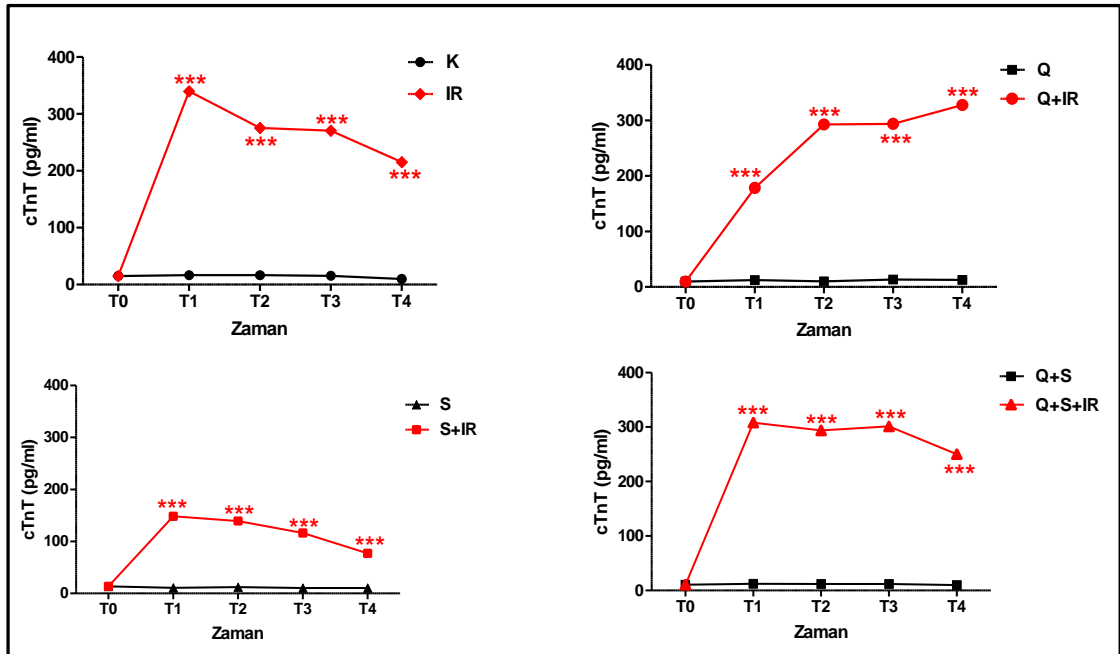 K
IR
cTnT (pg/ml)
400
300
200
100
0
***
***
***
***
T0 T1 T2 T3 T4
Zaman
Q
Q+IR
cTnT (pg/ml)
400
300
200
100
0
***
***
***
***
T0 T1 T2 T3 T4
Zaman
S
S+IR
cTnT (pg/ml)
400
300
200
100
0
***
***
***
***
T0 T1 T2 T3 T4
Zaman
Q+S
Q+S+IR
cTnT (pg/ml)
400
300
200
100
0
***
***
***
***
T0 T1 T2 T3 T4
Zaman